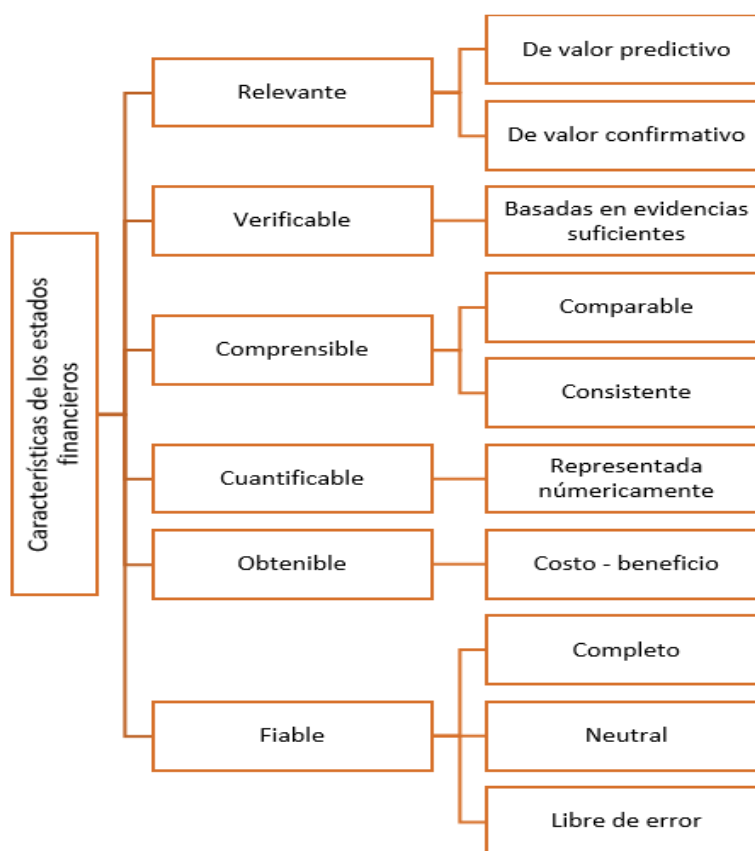 Características de los estados
financieros
Relevante
De valor predictivo
De valor confirmativo
Verificable
Basadas en evidencias
suficientes
Comprensible
Comparable
Consistente
Cuantificable
Representada
númericamente
Obtenible
Costo - beneficio
Fiable
Completo
Neutral
Libre de error